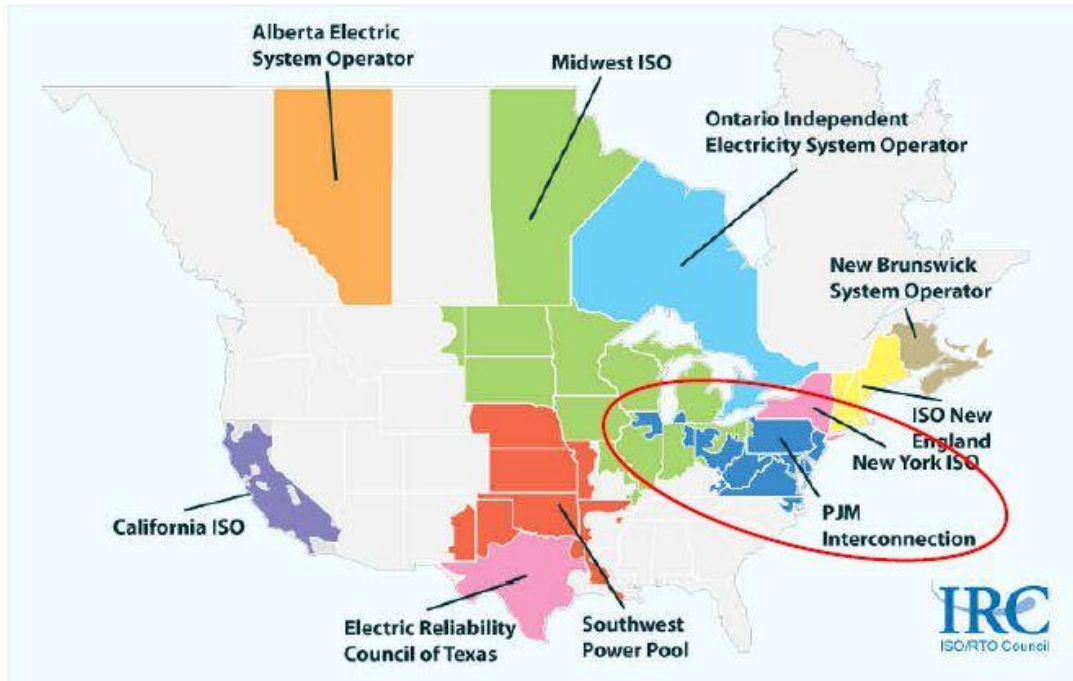 Alberta Electric
System Operator
Midwest ISO
Ontario Independent
Electricity System Operator
New Brunswick
System Operator
ISO New
England
New York ISO
PJM
Interconnection
California ISO
Electric Reliability
Council of Texas
Southwest
Power Pool
IRC
ISO/RTO Council